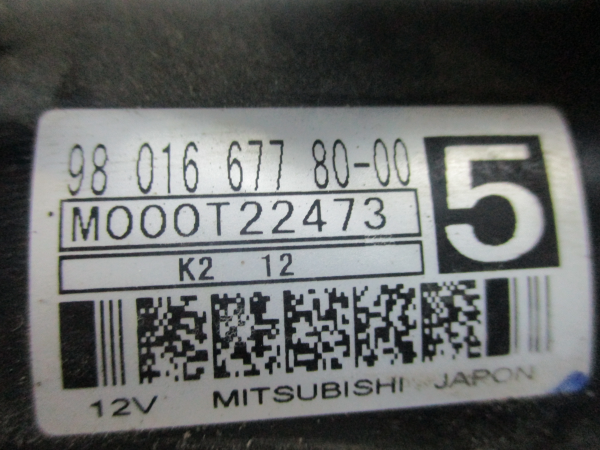 98 016 677 80-00
M000T22473
5
K2 12
12V MITSUBISHI JAPON